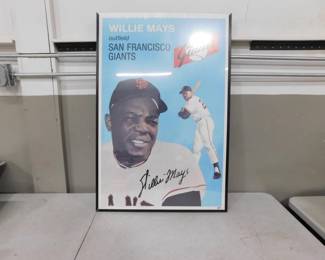 WILLIE MAYS
outfield
SAN FRANCISCO
GIANTS
Giants
Willie Mays